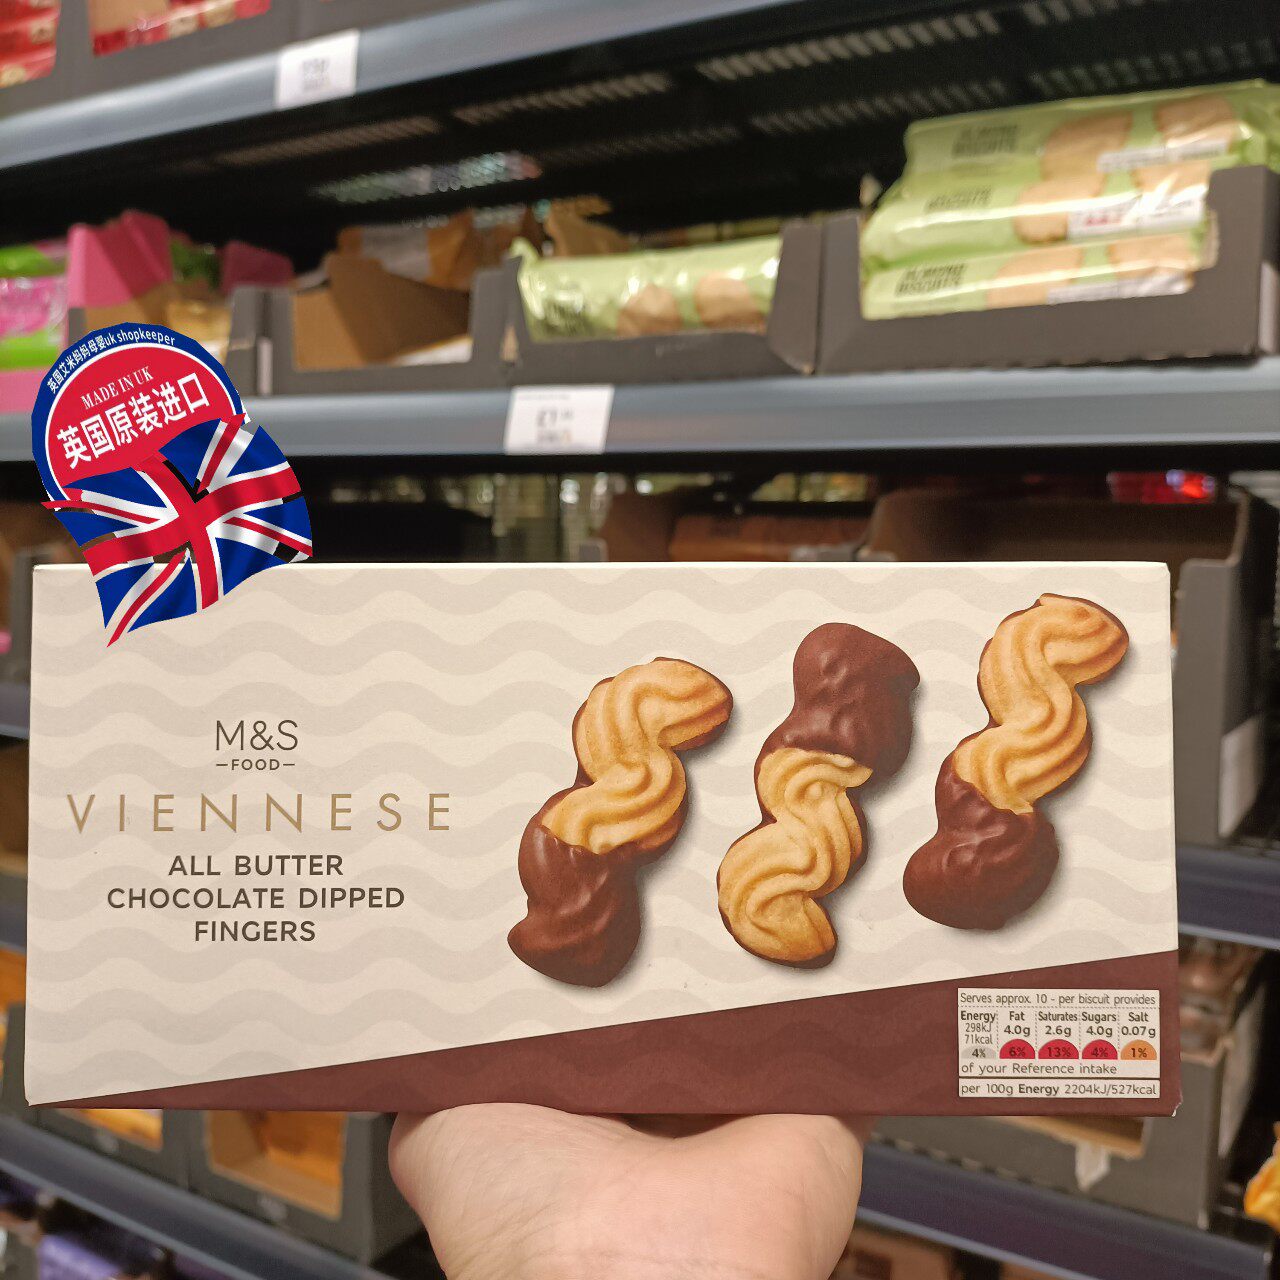 英国艾米妈妈母婴uk shopkeeper
MADE IN UK
英国原装进口
ALMOND
BISCUITS
M&S
FOOD
VIENNESE
ALL BUTTER
CHOCOLATE DIPPED
FINGERS
Serves approx. 10 - per biscuit provides
Energy Fat Saturates Sugars Salt
298kJ 4.0g 2.6g 4.0g 0.07g
71kcal
4% 6% 13% 4% 1%
of your Reference intake
per 100g Energy 2204kJ/527kcal